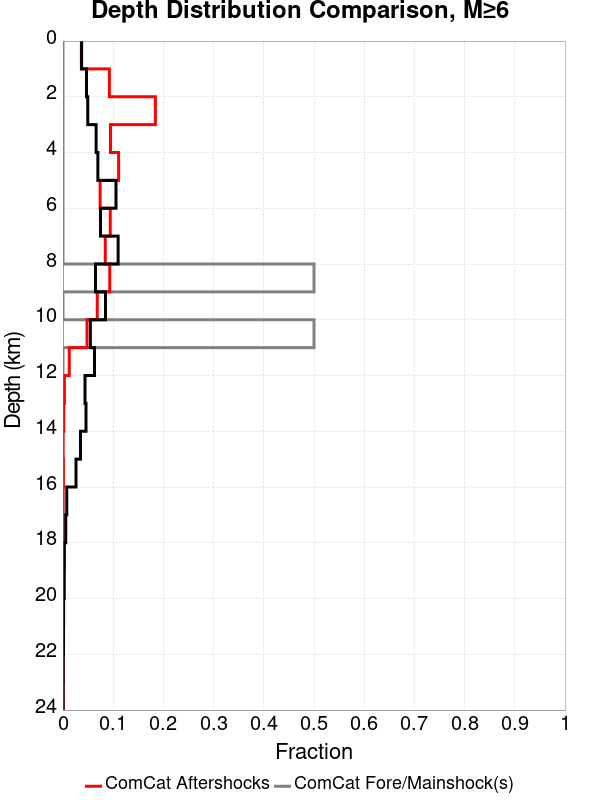 Depth Distribution Comparison, M≥6
0
2
4
6
8
10
12
14
16
18
20
22
24
Depth (km)
0 0.1 0.2 0.3 0.4 0.5 0.6 0.7 0.8 0.9 1
Fraction
ComCat Aftershocks ComCat Fore/Mainshock(s)